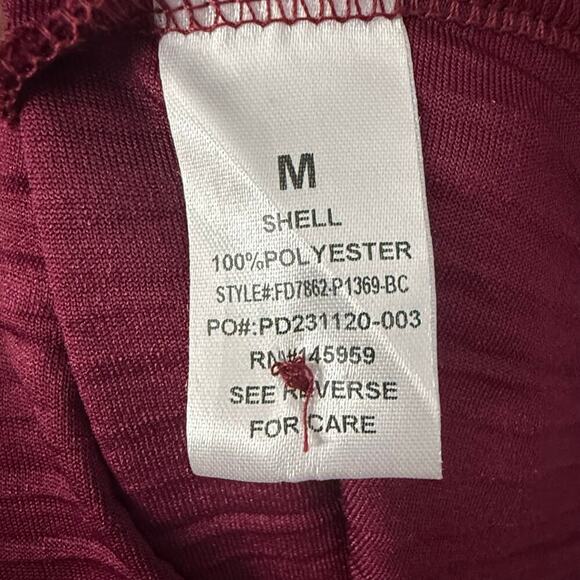 M
SHELL
100%POLYESTER
STYLE#:FD7862-P1369-BC
PO#:PD231120-003
RN#145959
SEE REVERSE
FOR CARE